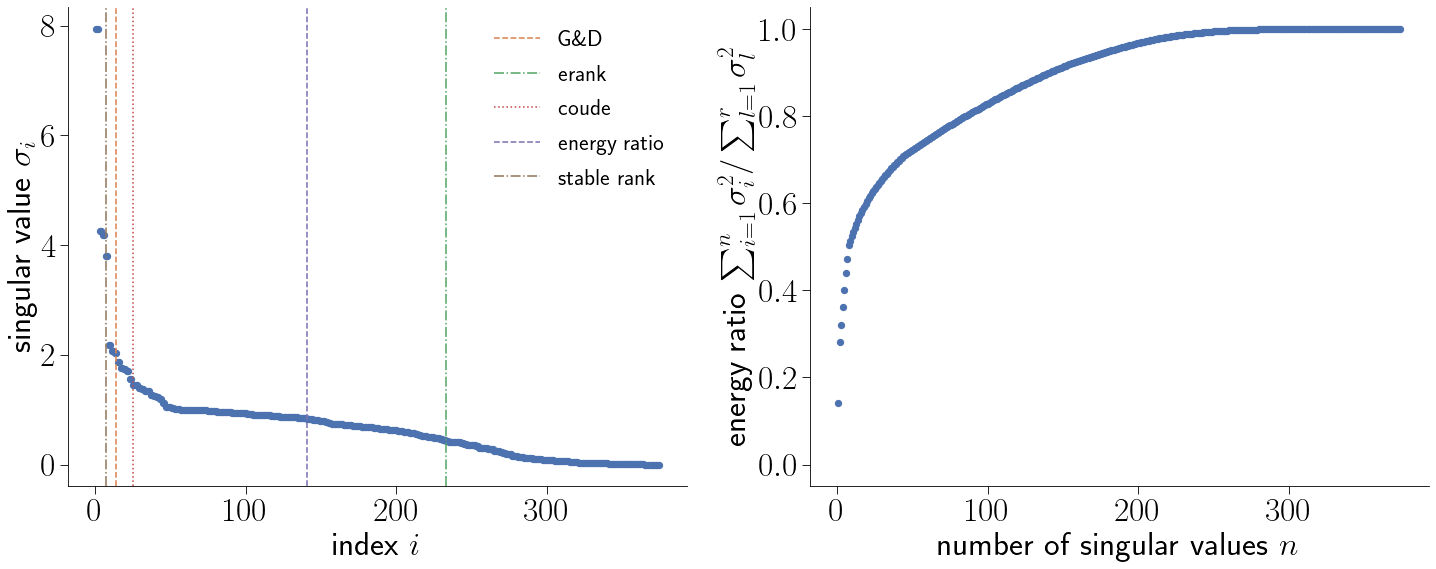 8
6
4
2
0
singular value σ_i
0 100 200 300
index i
G&D
erank
coude
energy ratio
stable rank
1.0
0.8
0.6
0.4
0.2
0.0
energy ratio ∑_{i=1}^{n} σ_i^2 / ∑_{l=1}^{r} σ_l^2
0 100 200 300
number of singular values n